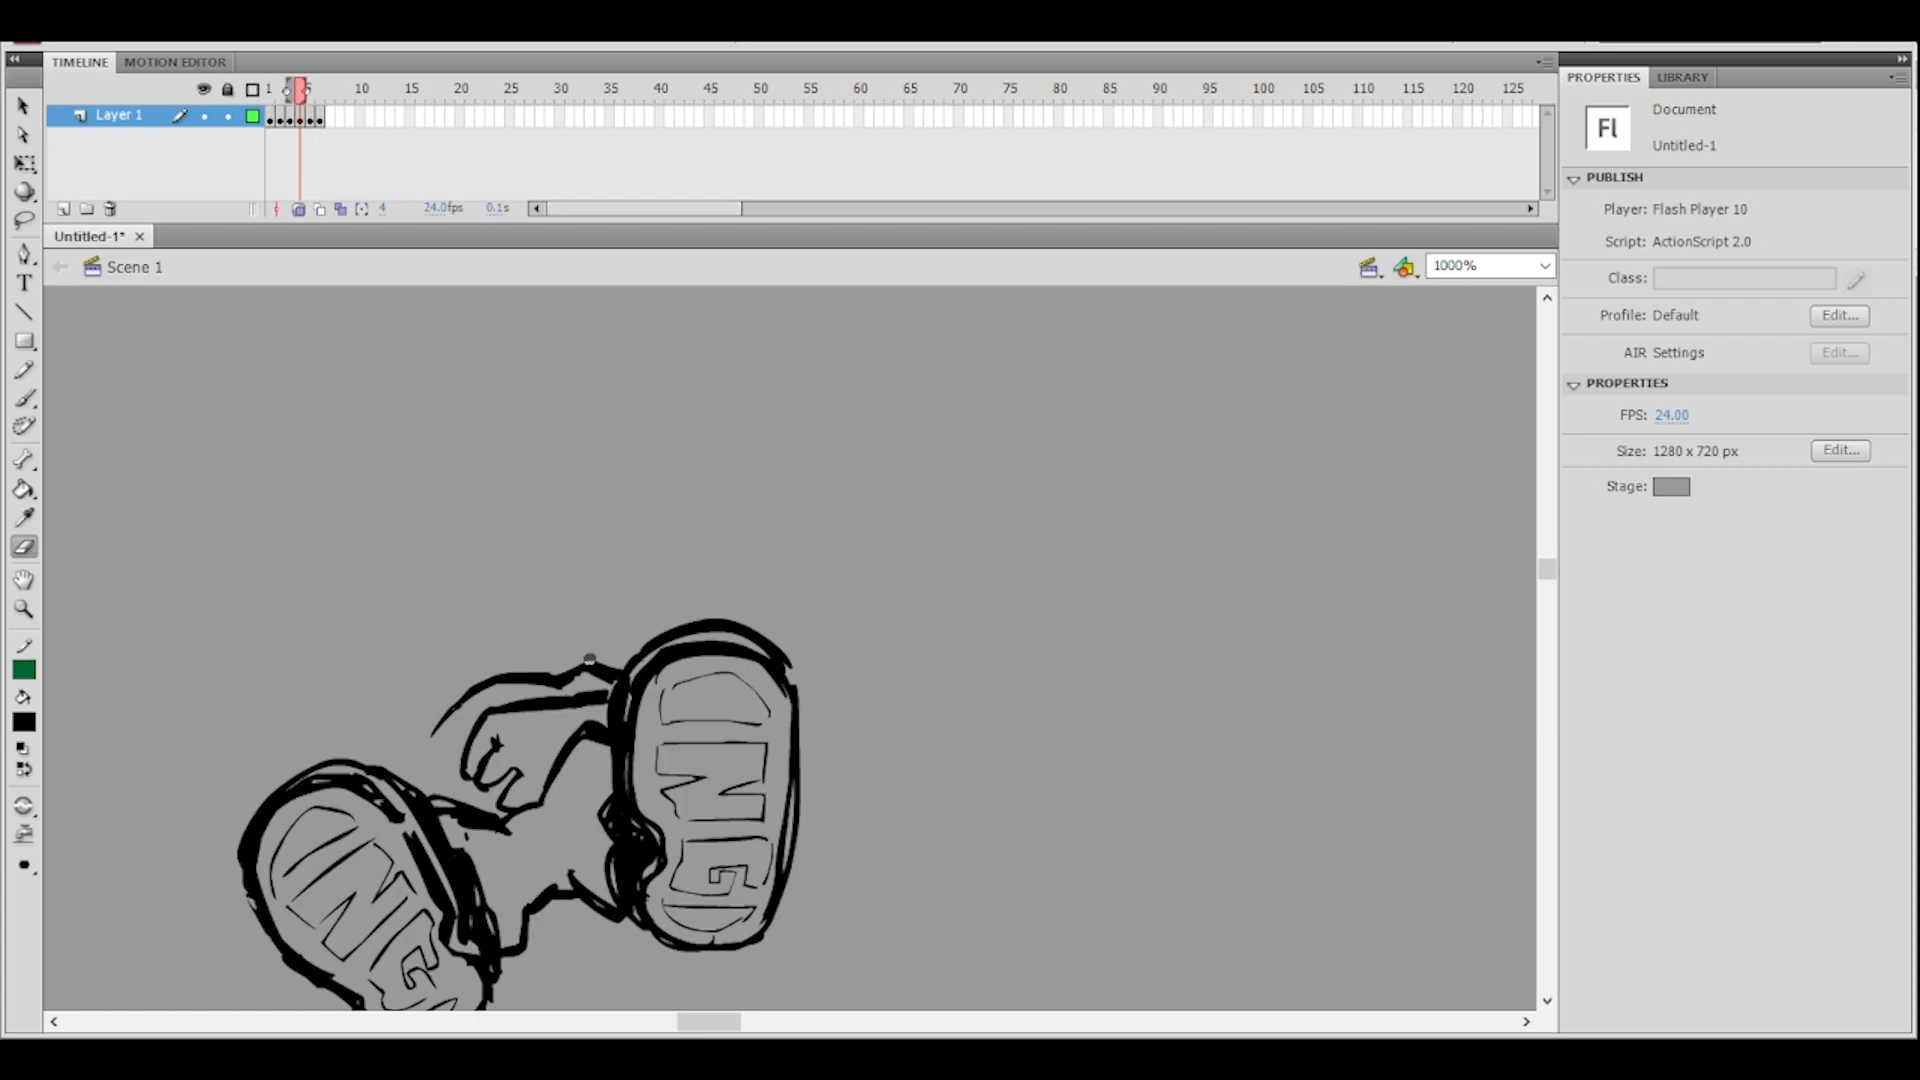 TIMELINE MOTION EDITOR
1 5 10 15 20 25 30 35 40 45 50 55 60 65 70 75 80 85 90 95 100 105 110 115 120 125
Layer 1
4 24.0fps 0.1s
Untitled-1*
Scene 1
1000%
T
PROPERTIES LIBRARY
Fl
Document
Untitled-1
PUBLISH
Player: Flash Player 10
Script: ActionScript 2.0
Class:
Profile: Default Edit...
AIR Settings Edit...
PROPERTIES
FPS: 24.00
Size: 1280 x 720 px Edit...
Stage:
ING
ING